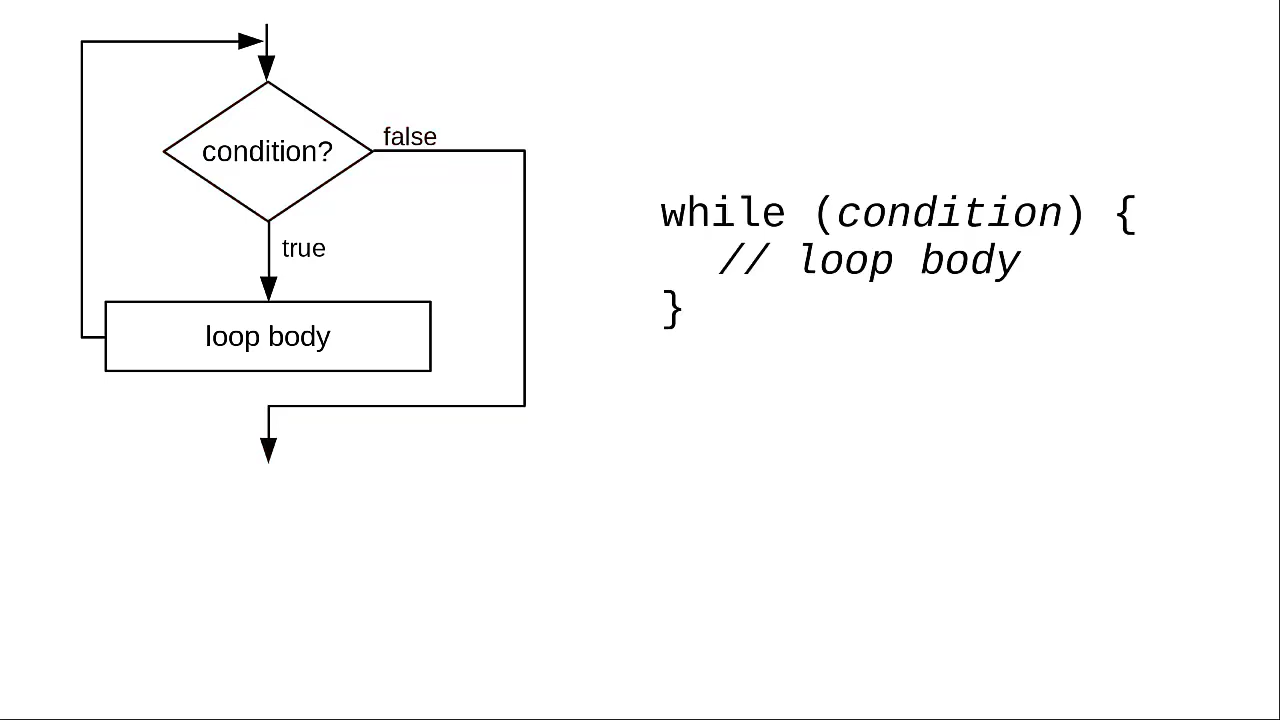 condition?
false
true
loop body
while (condition) {
// loop body
}